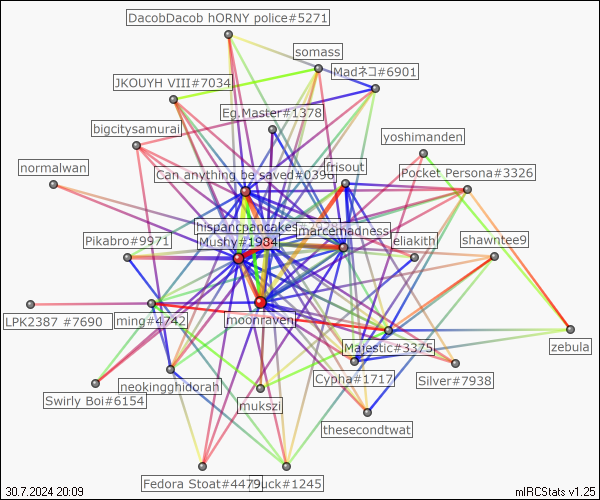 DacobDacob hORNY police#5271
somass
Madネコ#6901
JKOUYH VIII#7034
Eg.Master#1378
bigcitysamurai
yoshimanden
normalwan
Can anything be saved#0396
misout
Pocket Persona#3326
hispancpancakes
marcemadness
Pikabro#9971
Mushy#1984
eliakith
shawntee9
LPK2387 #7690
ming#4742
moonraven
Majestic#3375
zebula
neokingghidorah
Cypha#1717
Silver#7938
Swirly Boi#6154
mukszi
thesecondtwat
Fedora Stoat#4479
uck#1245
30.7.2024 20:09
mIRCStats v1.25